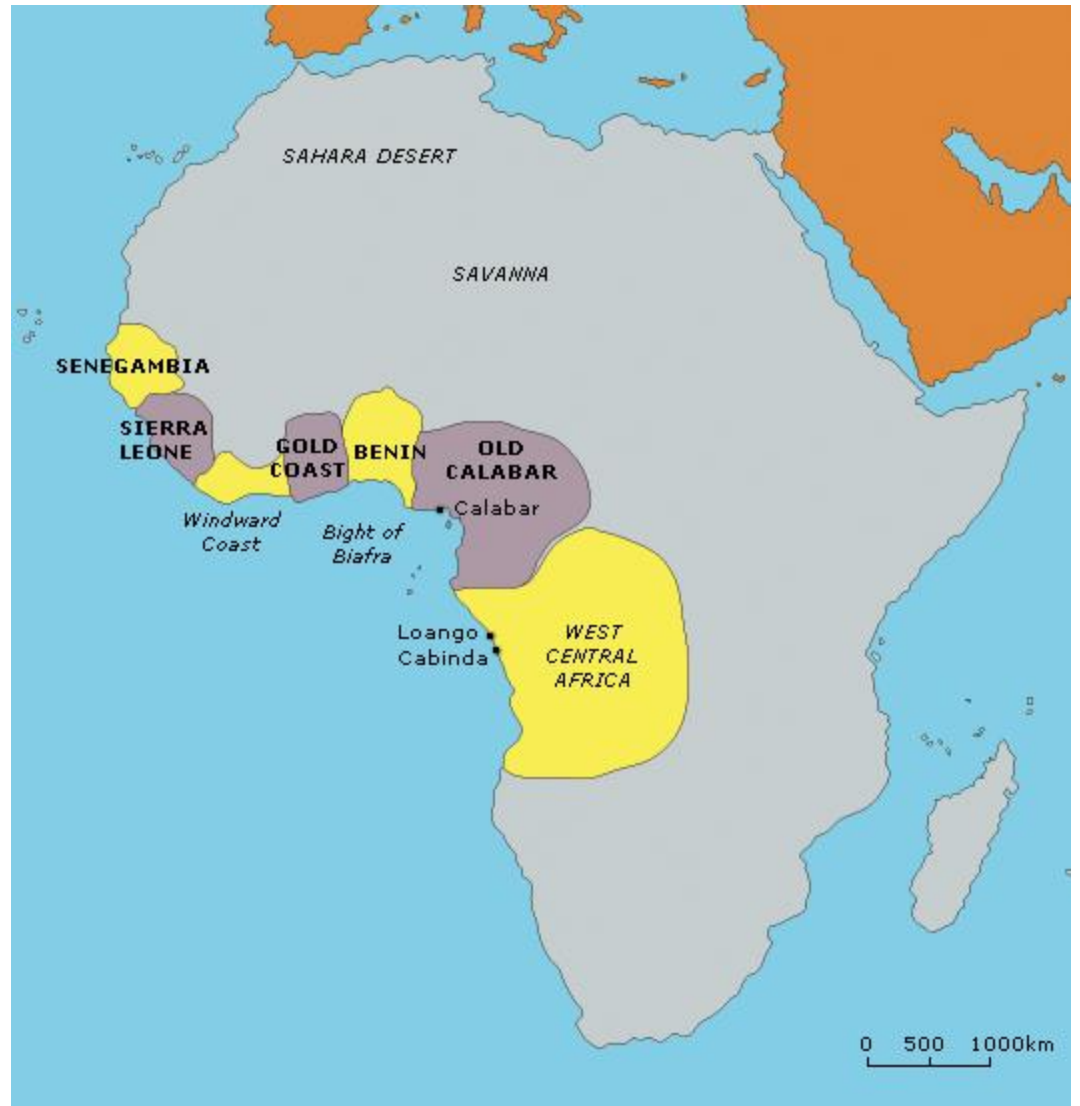 SAHARA DESERT
SAVANNA
SENEGAMBIA
SIERRA
LEONE
GOLD
COAST
BENIN
OLD
CALABAR
Calabar
Windward
Coast
Bight of
Biafra
Loango
Cabinda
WEST
CENTRAL
AFRICA
0 500 1000km